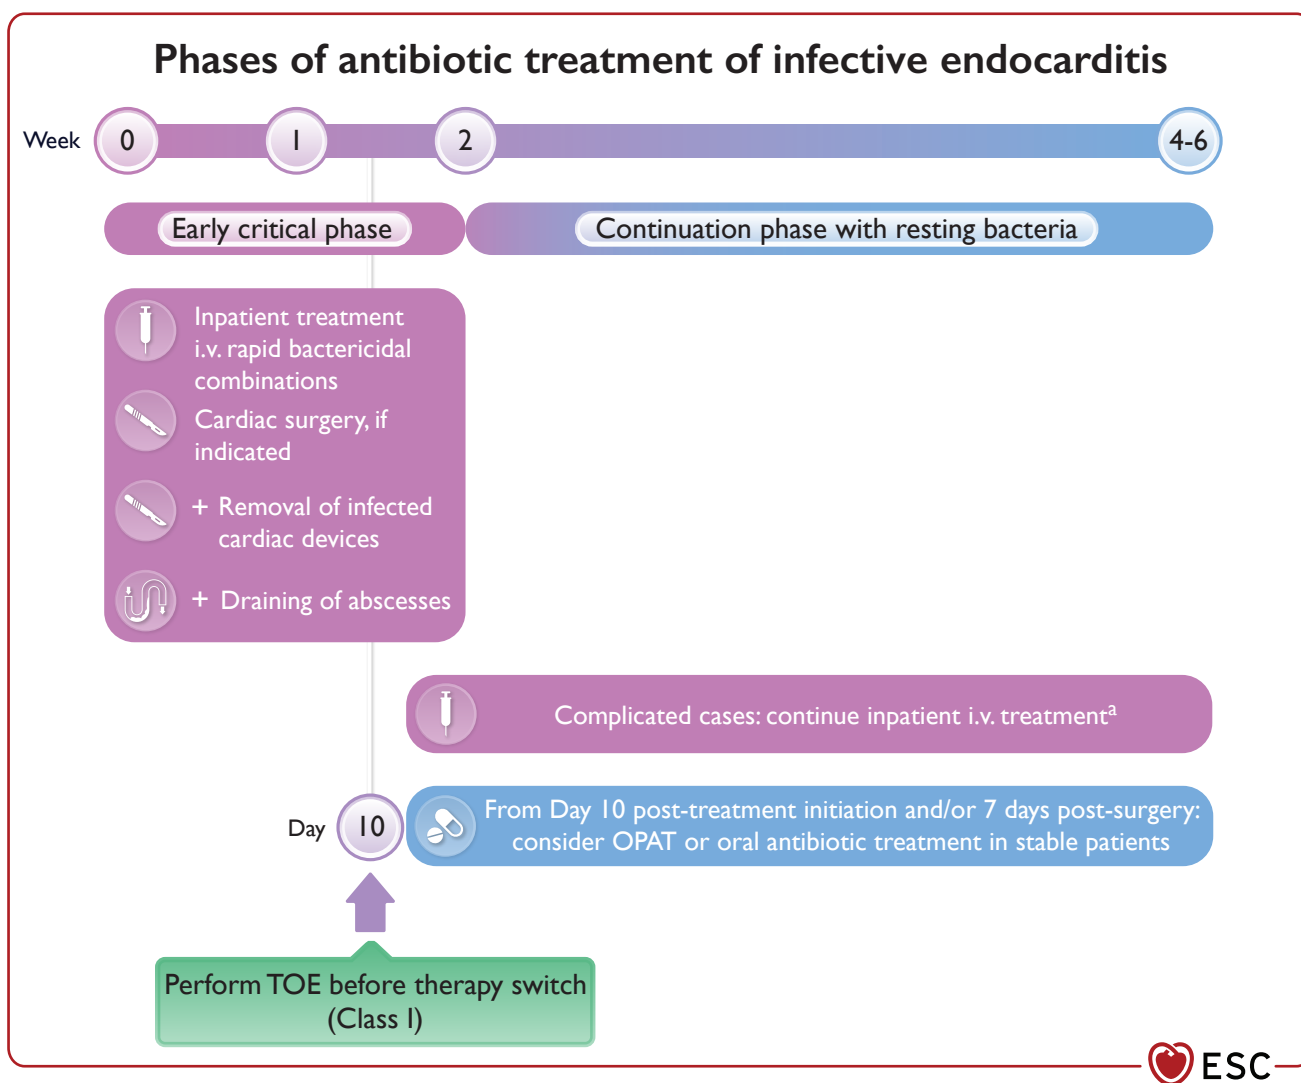 Phases of antibiotic treatment of infective endocarditis
Week 0 1 2 4-6
Early critical phase
Continuation phase with resting bacteria
Inpatient treatment
i.v. rapid bactericidal
combinations
Cardiac surgery, if
indicated
+ Removal of infected
cardiac devices
+ Draining of abscesses
Complicated cases: continue inpatient i.v. treatmentᵃ
Day 10
From Day 10 post-treatment initiation and/or 7 days post-surgery:
consider OPAT or oral antibiotic treatment in stable patients
Perform TOE before therapy switch
(Class I)
ESC